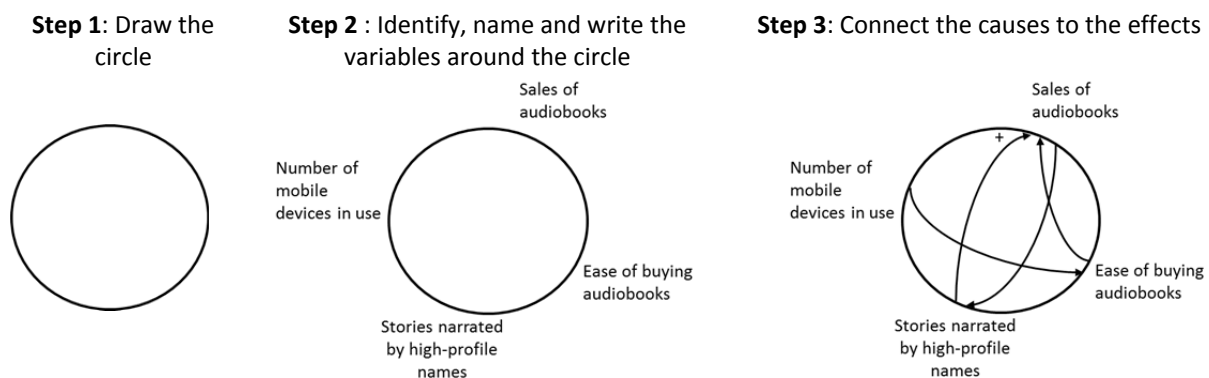 Step 1: Draw the
circle
Step 2 : Identify, name and write the
variables around the circle
Sales of
audiobooks
Number of
mobile
devices in use
Ease of buying
audiobooks
Stories narrated
by high-profile
names
Step 3: Connect the causes to the effects
Sales of
audiobooks
+
Number of
mobile
devices in use
Ease of buying
audiobooks
Stories narrated
by high-profile
names